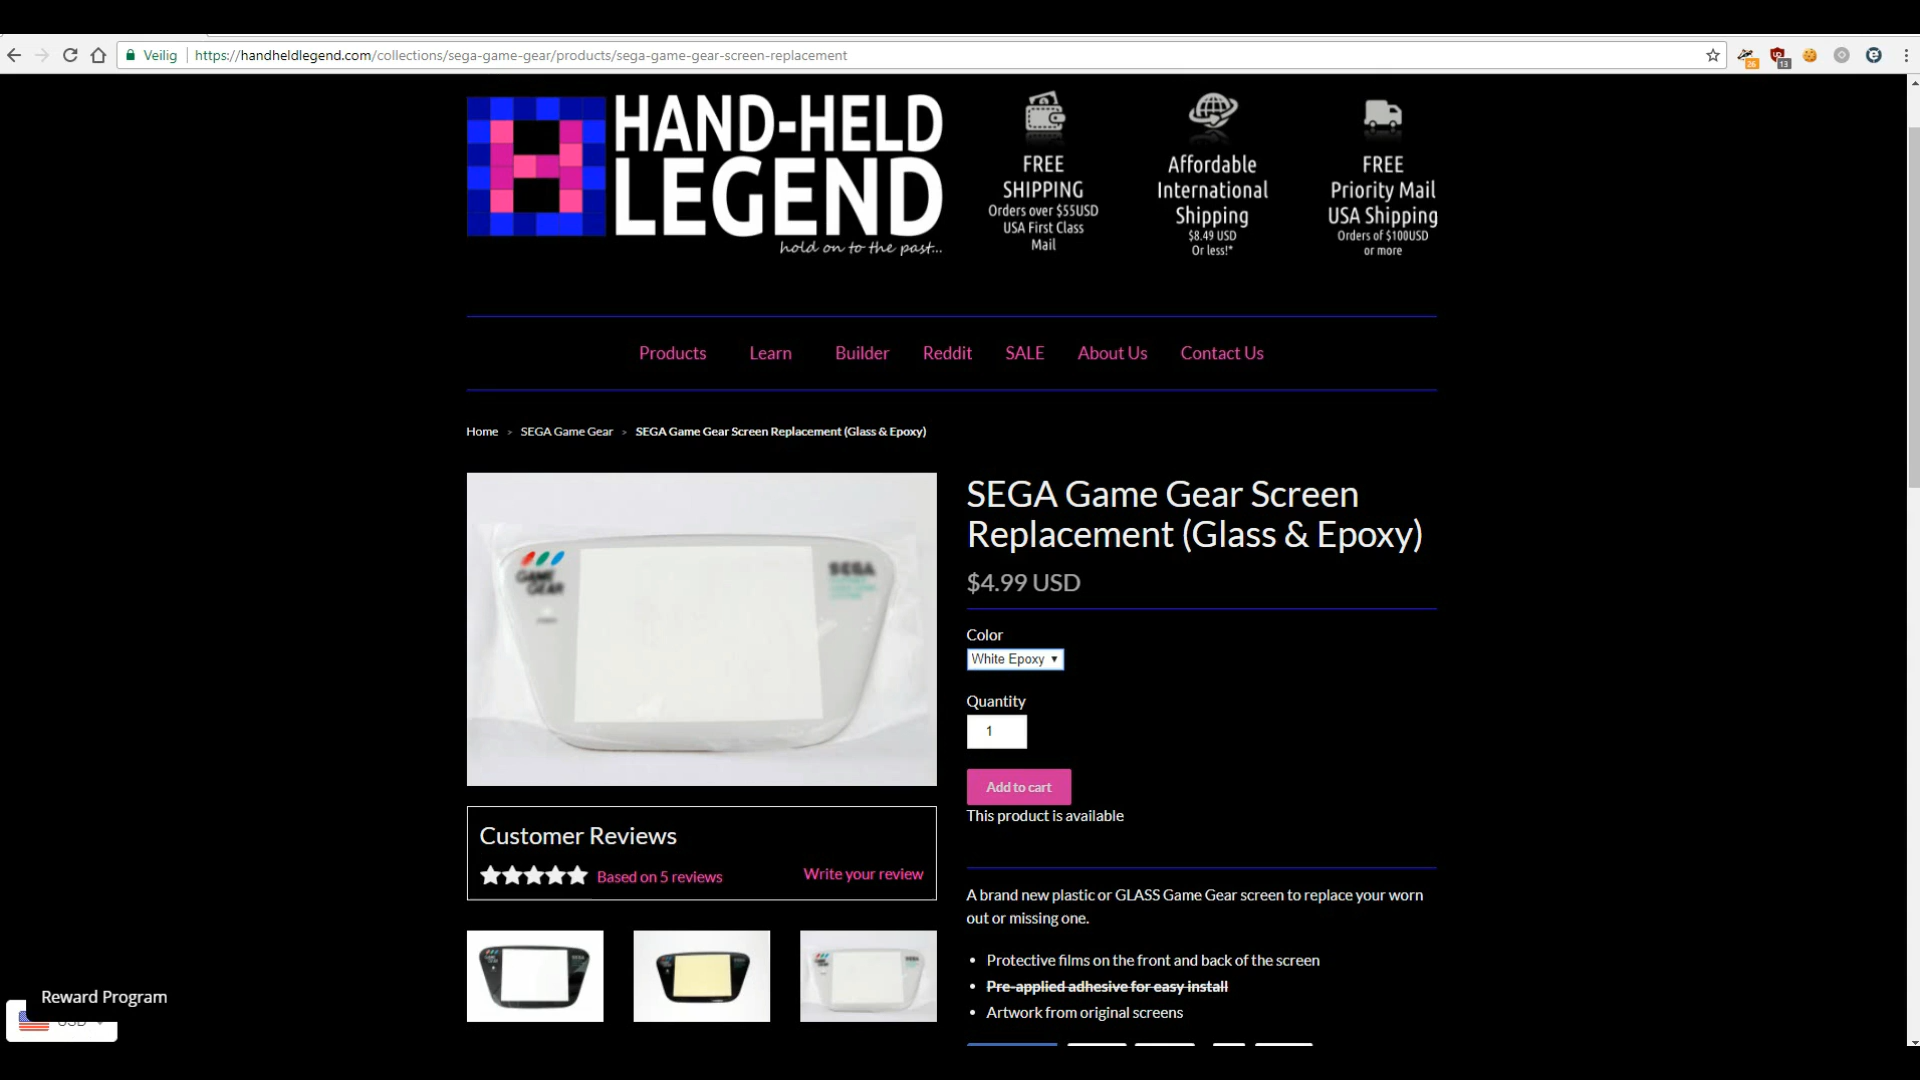 Veilig
https://handheldlegend.com/collections/sega-game-gear/products/sega-game-gear-screen-replacement
26
13
HAND-HELD
LEGEND
hold on to the past...
FREE
SHIPPING
Orders over $55USD
USA First Class
Mail
Affordable
International
Shipping
$8.49 USD
Or less!*
FREE
Priority Mail
USA Shipping
Orders of $100USD
or more
Products Learn Builder Reddit SALE About Us Contact Us
Home > SEGA Game Gear > SEGA Game Gear Screen Replacement (Glass & Epoxy)
GAME
GEAR
SEGA
SEGA Game Gear Screen
Replacement (Glass & Epoxy)
$4.99 USD
Color
White Epoxy
Quantity
1
Add to cart
This product is available
Customer Reviews
Based on 5 reviews
Write your review
A brand new plastic or GLASS Game Gear screen to replace your worn
out or missing one.
• Protective films on the front and back of the screen
• Pre-applied adhesive for easy install
• Artwork from original screens
Reward Program
USD